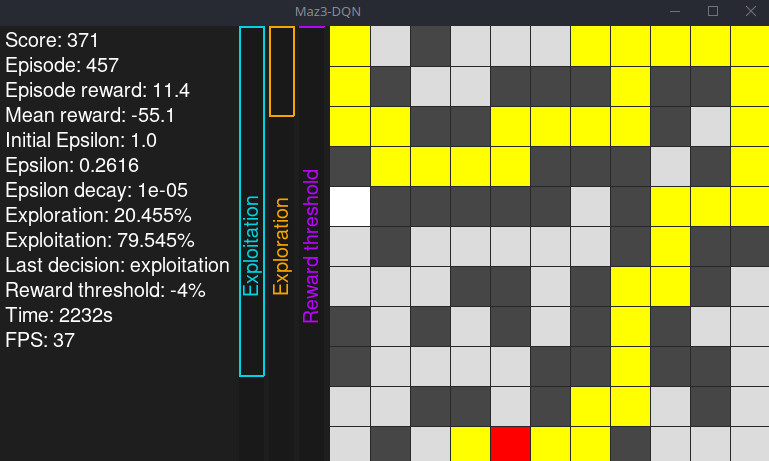 Maz3-DQN
Score: 371
Episode: 457
Episode reward: 11.4
Mean reward: -55.1
Initial Epsilon: 1.0
Epsilon: 0.2616
Epsilon decay: 1e-05
Exploration: 20.455%
Exploitation: 79.545%
Last decision: exploitation
Reward threshold: -4%
Time: 2232s
FPS: 37
Exploitation
Exploration
Reward threshold